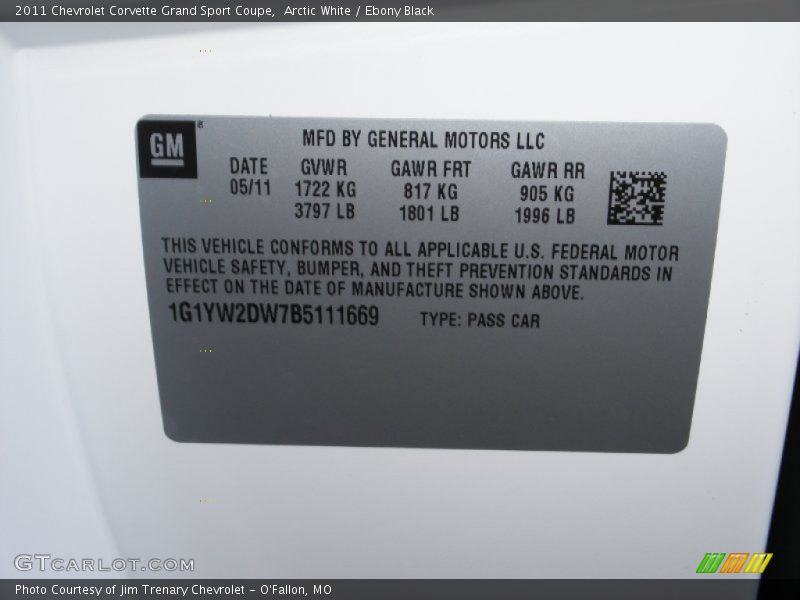 2011 Chevrolet Corvette Grand Sport Coupe,  Arctic White / Ebony Black
GM®
MFD BY GENERAL MOTORS LLC
DATE GVWR GAWR FRT GAWR RR
05/11 1722 KG 817 KG 905 KG
3797 LB 1801 LB 1996 LB
THIS VEHICLE CONFORMS TO ALL APPLICABLE U.S. FEDERAL MOTOR
VEHICLE SAFETY, BUMPER, AND THEFT PREVENTION STANDARDS IN
EFFECT ON THE DATE OF MANUFACTURE SHOWN ABOVE.
1G1YW2DW7B5111669 TYPE: PASS CAR
GTCARLOT.COM
Photo Courtesy of Jim Trenary Chevrolet - O'Fallon, MO